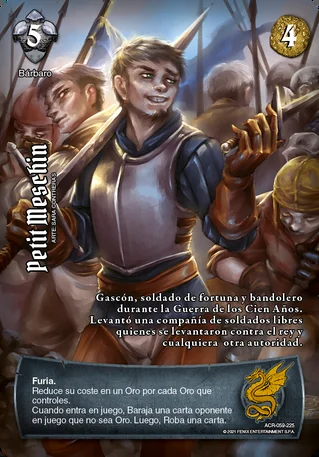 5
4
Bárbaro
Petit Meschin
ARTE: SARA CONTRERAS
Gascón, soldado de fortuna y bandolero
durante la Guerra de los Cien Años.
Levantó una compañía de soldados libres
quienes se levantaron contra el rey y
cualquiera otra autoridad.
Furia.
Reduce su coste en un Oro por cada Oro que
controles.
Cuando entra en juego, Baraja una carta oponente
en juego que no sea Oro. Luego, Roba una carta.
ACR-059-225
© 2021 FENIX ENTERTAINMENT S.P.A.